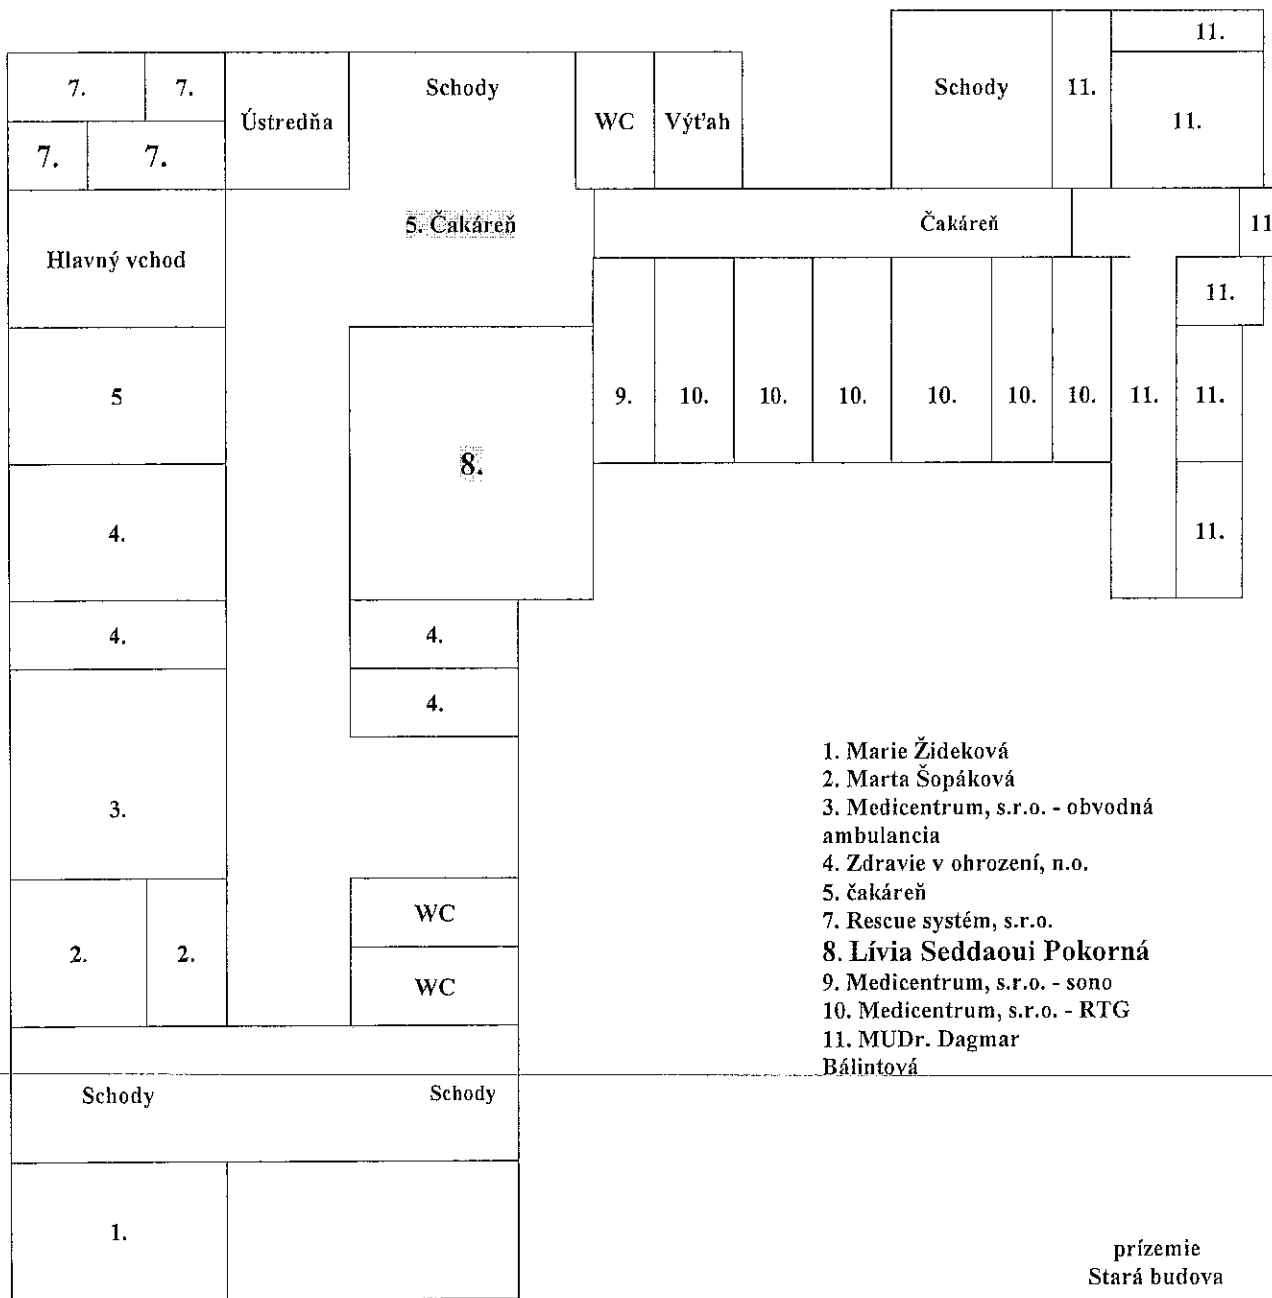 11.
7. 7. Ústredňa Schody WC Výťah Schody 11. 11.
7. 7.
Hlavný vchod 5. Čakáreň Čakáreň 11
11.
5 8. 9. 10. 10. 10. 10. 10. 10. 11. 11.
4. 11.
4. 4.
4.
3.
WC
2. 2. WC
Schody Schody
1.
1. Marie Žideková
2. Marta Šopáková
3. Medicentrum, s.r.o. - obvodná
ambulancia
4. Zdravie v ohrození, n.o.
5. čakáreň
7. Rescue systém, s.r.o.
8. Lívia Seddaoui Pokorná
9. Medicentrum, s.r.o. - sono
10. Medicentrum, s.r.o. - RTG
11. MUDr. Dagmar
Bálintová
prízemie
Stará budova